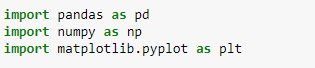 import pandas as pd
import numpy as np
import matplotlib.pyplot as plt